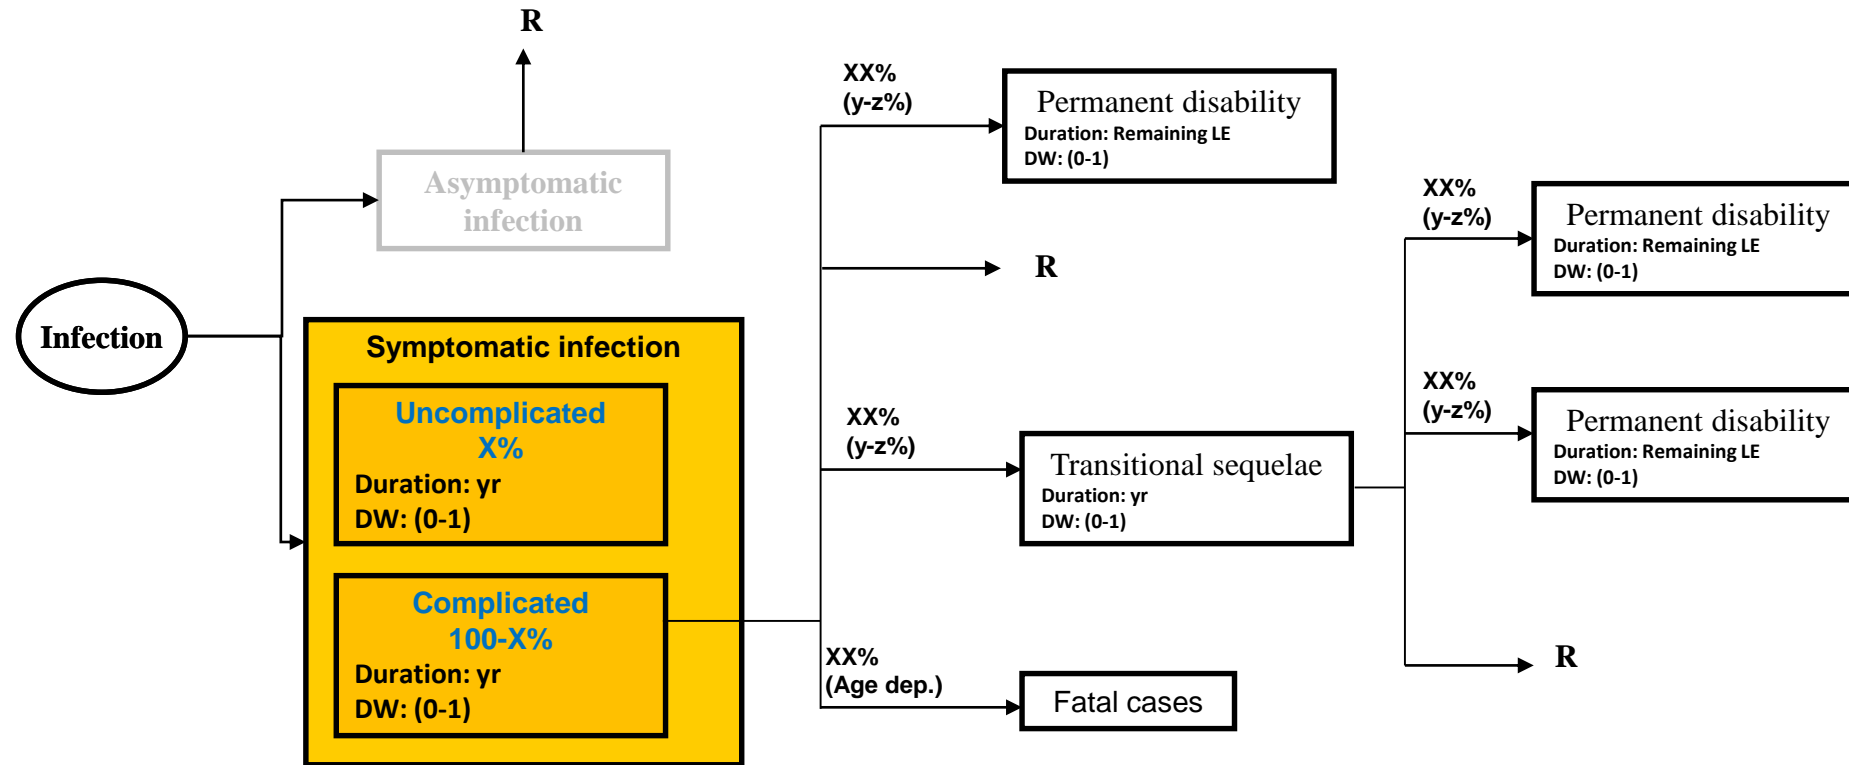 R
Asymptomatic
infection
Infection
Symptomatic infection
Uncomplicated
X%
Duration: yr
DW: (0-1)
Complicated
100-X%
Duration: yr
DW: (0-1)
XX%
(y-z%)
Permanent disability
Duration: Remaining LE
DW: (0-1)
R
XX%
(y-z%)
Transitional sequelae
Duration: yr
DW: (0-1)
XX%
(Age dep.)
Fatal cases
XX%
(y-z%)
Permanent disability
Duration: Remaining LE
DW: (0-1)
XX%
(y-z%)
Permanent disability
Duration: Remaining LE
DW: (0-1)
R